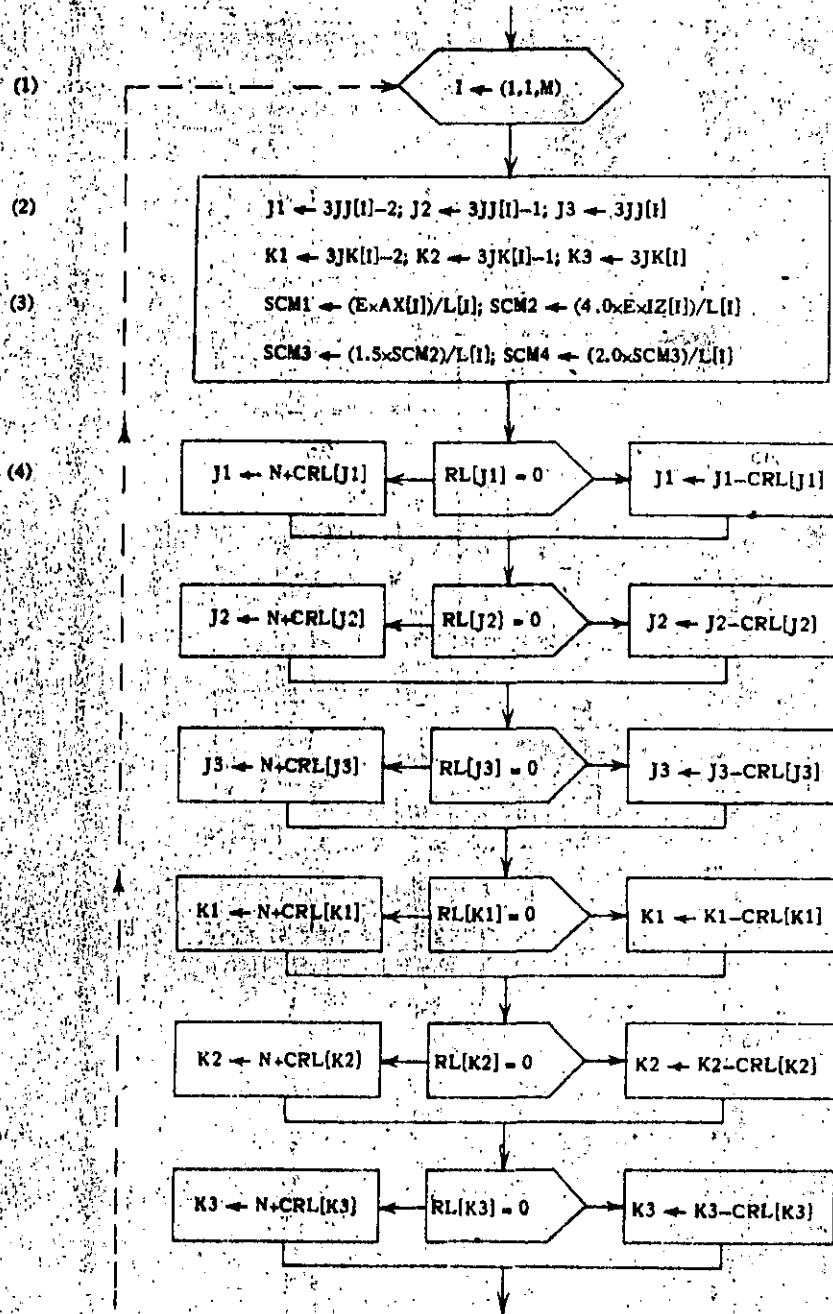 (1) I ← (1,1,M)
(2) J1 ← 3JJ[I]-2; J2 ← 3JJ[I]-1; J3 ← 3JJ[I]
K1 ← 3JK[I]-2; K2 ← 3JK[I]-1; K3 ← 3JK[I]
(3) SCM1 ← (E×AX[I])/L[I]; SCM2 ← (4.0×E×IZ[I])/L[I]
SCM3 ← (1.5×SCM2)/L[I]; SCM4 ← (2.0×SCM3)/L[I]
(4) J1 ← N+CRL[J1] RL[J1] = 0 J1 ← J1-CRL[J1]
J2 ← N+CRL[J2] RL[J2] = 0 J2 ← J2-CRL[J2]
J3 ← N+CRL[J3] RL[J3] = 0 J3 ← J3-CRL[J3]
K1 ← N+CRL[K1] RL[K1] = 0 K1 ← K1-CRL[K1]
K2 ← N+CRL[K2] RL[K2] = 0 K2 ← K2-CRL[K2]
K3 ← N+CRL[K3] RL[K3] = 0 K3 ← K3-CRL[K3]